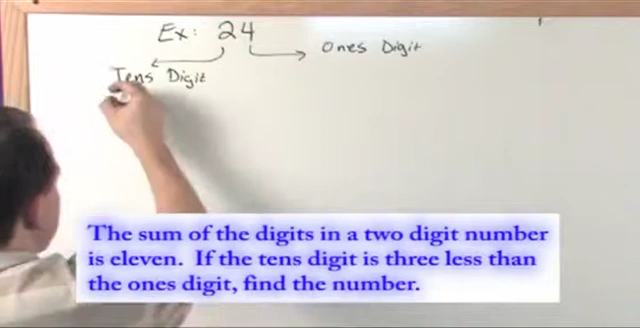 Ex: 24
Ones Digit
Tens Digit
The sum of the digits in a two digit number
is eleven. If the tens digit is three less than
the ones digit, find the number.